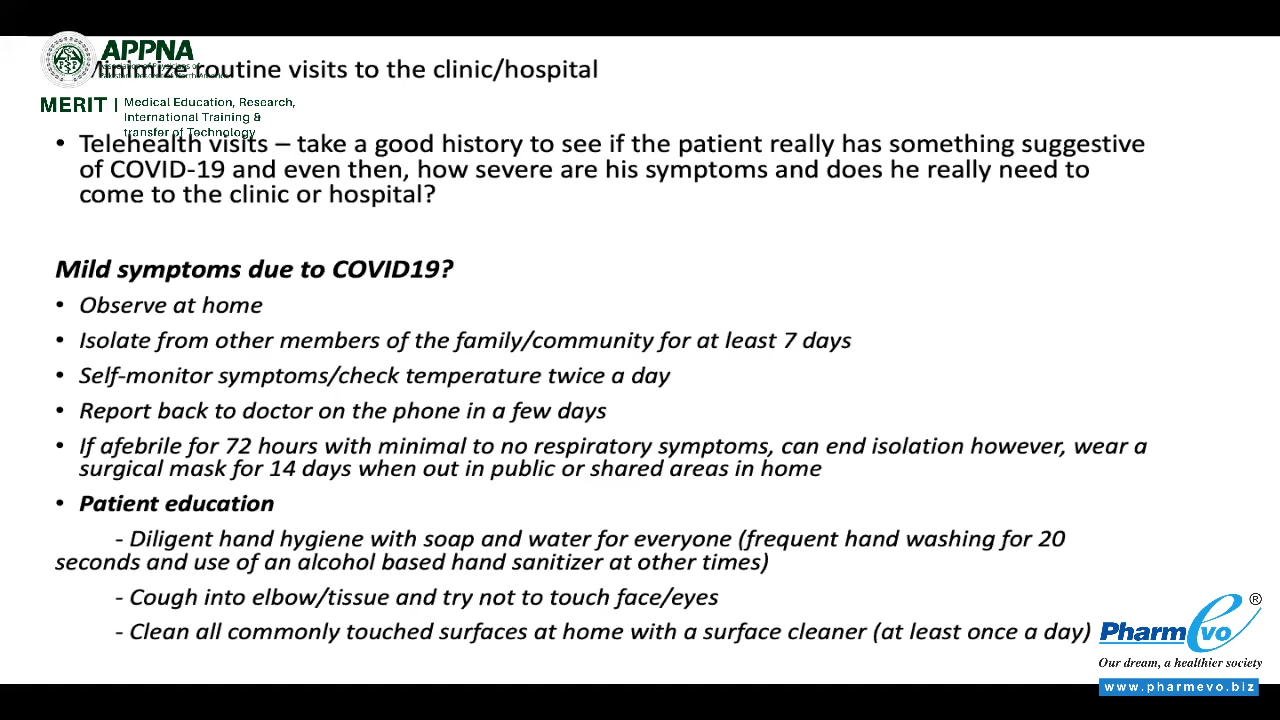 APPNA
Minimize routine visits to the clinic/hospital
MERIT | Medical Education, Research,
International Training &
transfer of Technology
• Telehealth visits – take a good history to see if the patient really has something suggestive
of COVID-19 and even then, how severe are his symptoms and does he really need to
come to the clinic or hospital?
Mild symptoms due to COVID19?
• Observe at home
• Isolate from other members of the family/community for at least 7 days
• Self-monitor symptoms/check temperature twice a day
• Report back to doctor on the phone in a few days
• If afebrile for 72 hours with minimal to no respiratory symptoms, can end isolation however, wear a
surgical mask for 14 days when out in public or shared areas in home
• Patient education
- Diligent hand hygiene with soap and water for everyone (frequent hand washing for 20
seconds and use of an alcohol based hand sanitizer at other times)
- Cough into elbow/tissue and try not to touch face/eyes
- Clean all commonly touched surfaces at home with a surface cleaner (at least once a day)
PharmEvo ®
Our dream, a healthier society
www.pharmevo.biz